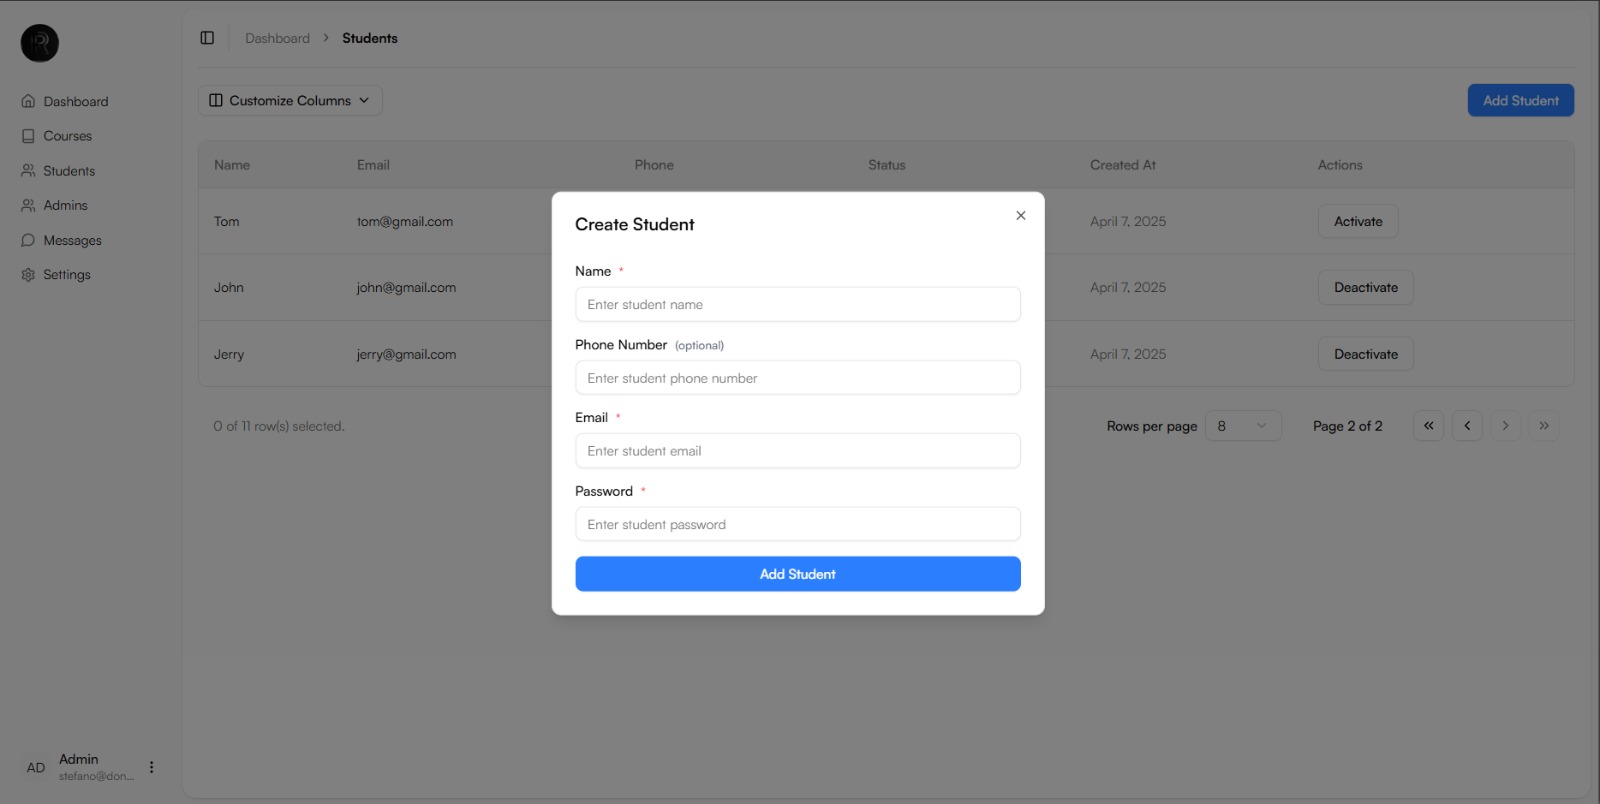 R
Dashboard > Students
Dashboard
Courses
Students
Admins
Messages
Settings
Customize Columns
Add Student
Name Email Phone Status Created At Actions
Tom tom@gmail.com April 7, 2025 Activate
John john@gmail.com April 7, 2025 Deactivate
Jerry jerry@gmail.com April 7, 2025 Deactivate
0 of 11 row(s) selected.
Rows per page 8 Page 2 of 2
Create Student
Name *
Enter student name
Phone Number (optional)
Enter student phone number
Email *
Enter student email
Password *
Enter student password
Add Student
AD
Admin
stefano@don...